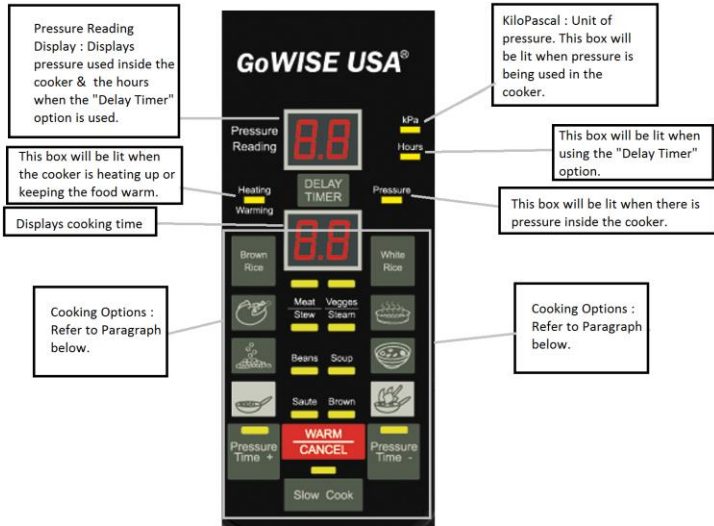 Pressure Reading
Display : Displays
pressure used inside the
cooker & the hours
when the "Delay Timer"
option is used.
This box will be lit when
the cooker is heating up or
keeping the food warm.
Displays cooking time
Cooking Options :
Refer to Paragraph
below.
GoWISE USA®
Pressure
Reading
8.8
kPa
Hours
DELAY
TIMER
Heating
Warming
Pressure
8.8
Brown
Rice
White
Rice
Meat
Stew
Vegges
Steam
Beans
Soup
Saute
Brown
WARM
CANCEL
Pressure
Time +
Pressure
Time -
Slow Cook
KiloPascal : Unit of
pressure. This box will
be lit when pressure is
being used in the
cooker.
This box will be lit when
using the "Delay Timer"
option.
This box will be lit when there is
pressure inside the cooker.
Cooking Options :
Refer to Paragraph
below.